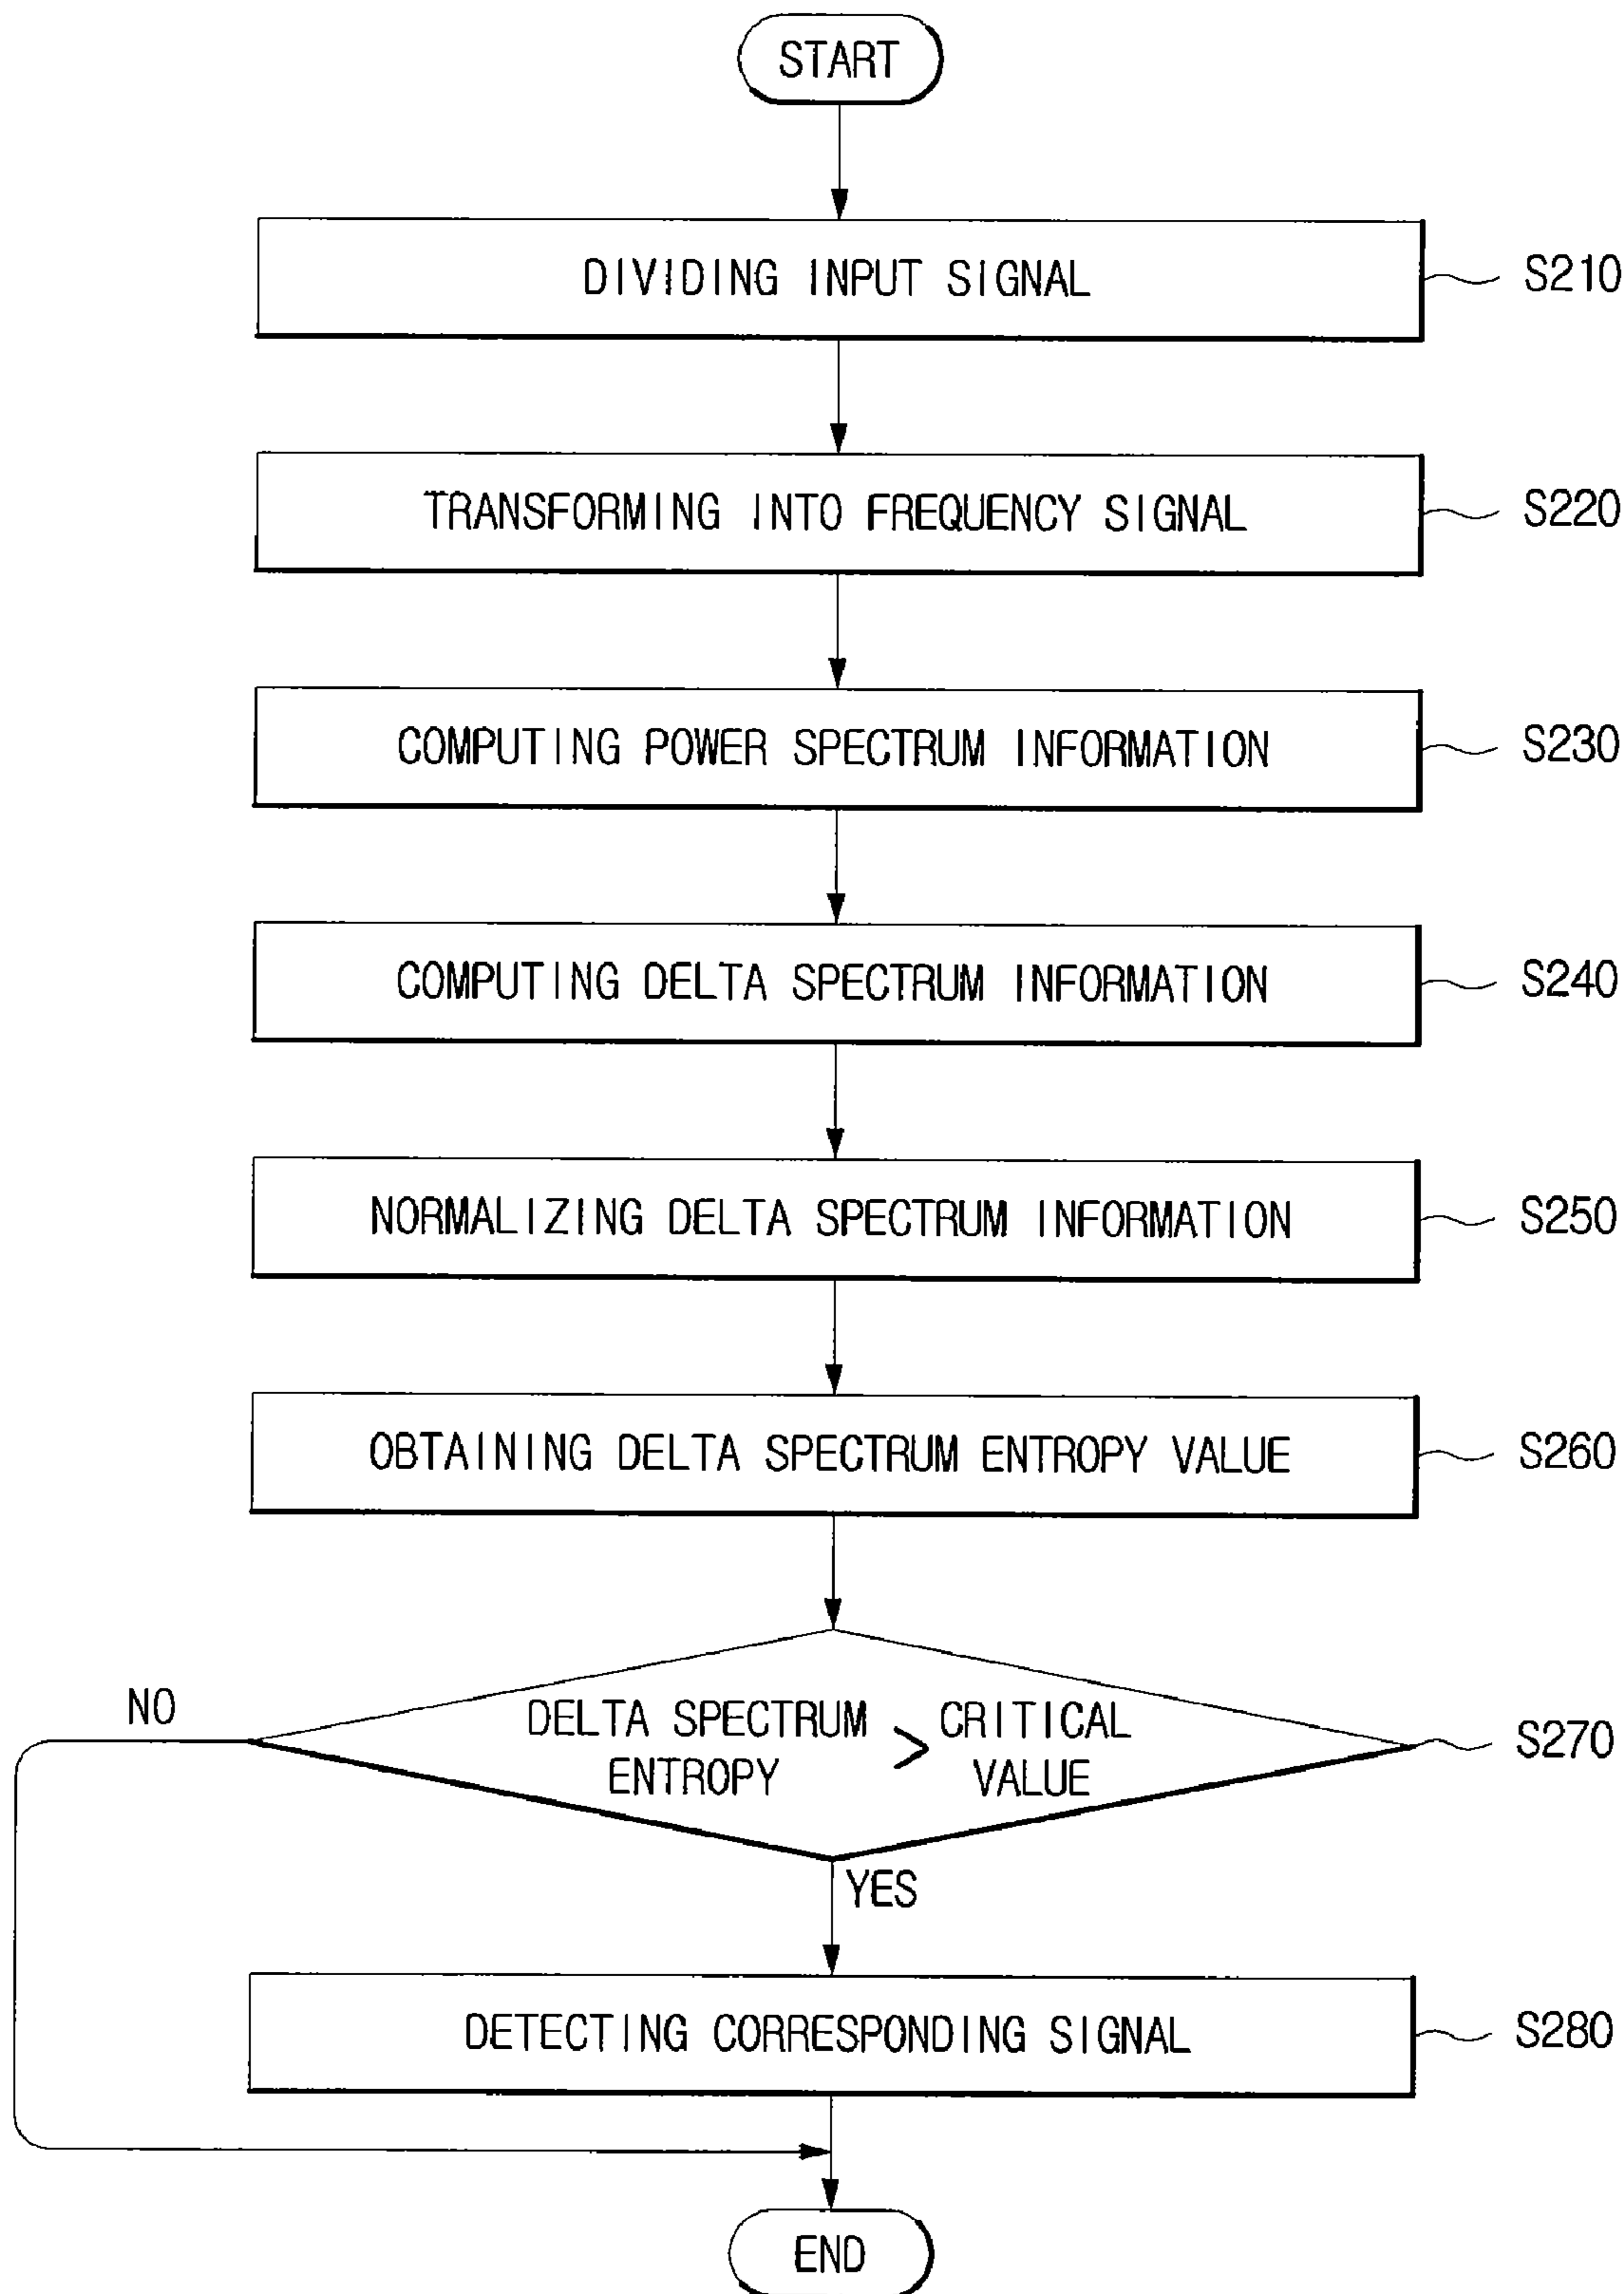 START
DIVIDING INPUT SIGNAL
S210
TRANSFORMING INTO FREQUENCY SIGNAL
S220
COMPUTING POWER SPECTRUM INFORMATION
S230
COMPUTING DELTA SPECTRUM INFORMATION
S240
NORMALIZING DELTA SPECTRUM INFORMATION
S250
OBTAINING DELTA SPECTRUM ENTROPY VALUE
S260
NO
DELTA SPECTRUM
ENTROPY
>
CRITICAL
VALUE
S270
YES
DETECTING CORRESPONDING SIGNAL
S280
END